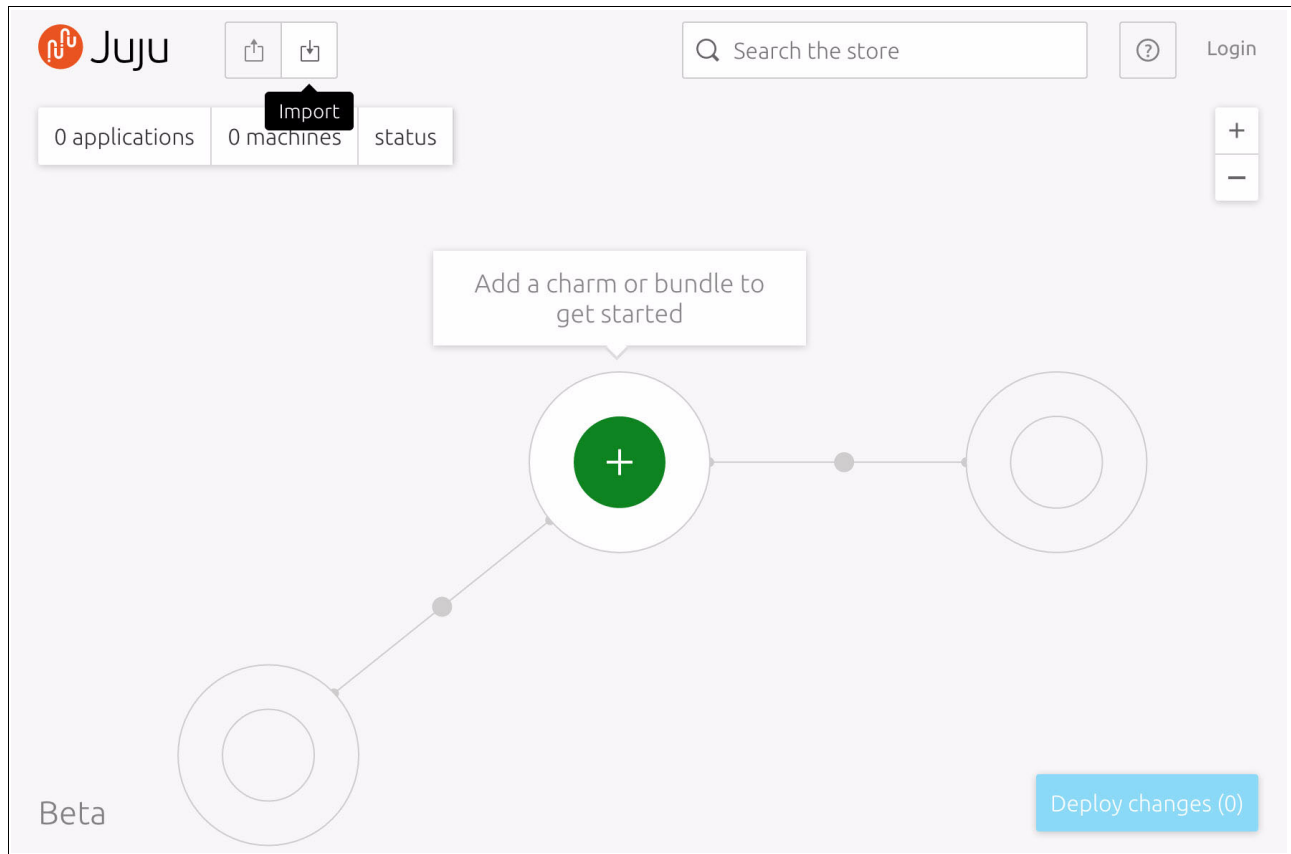 Juju
Search the store
Login
Import
0 applications
0 machines
status
Add a charm or bundle to
get started
Beta
Deploy changes (0)